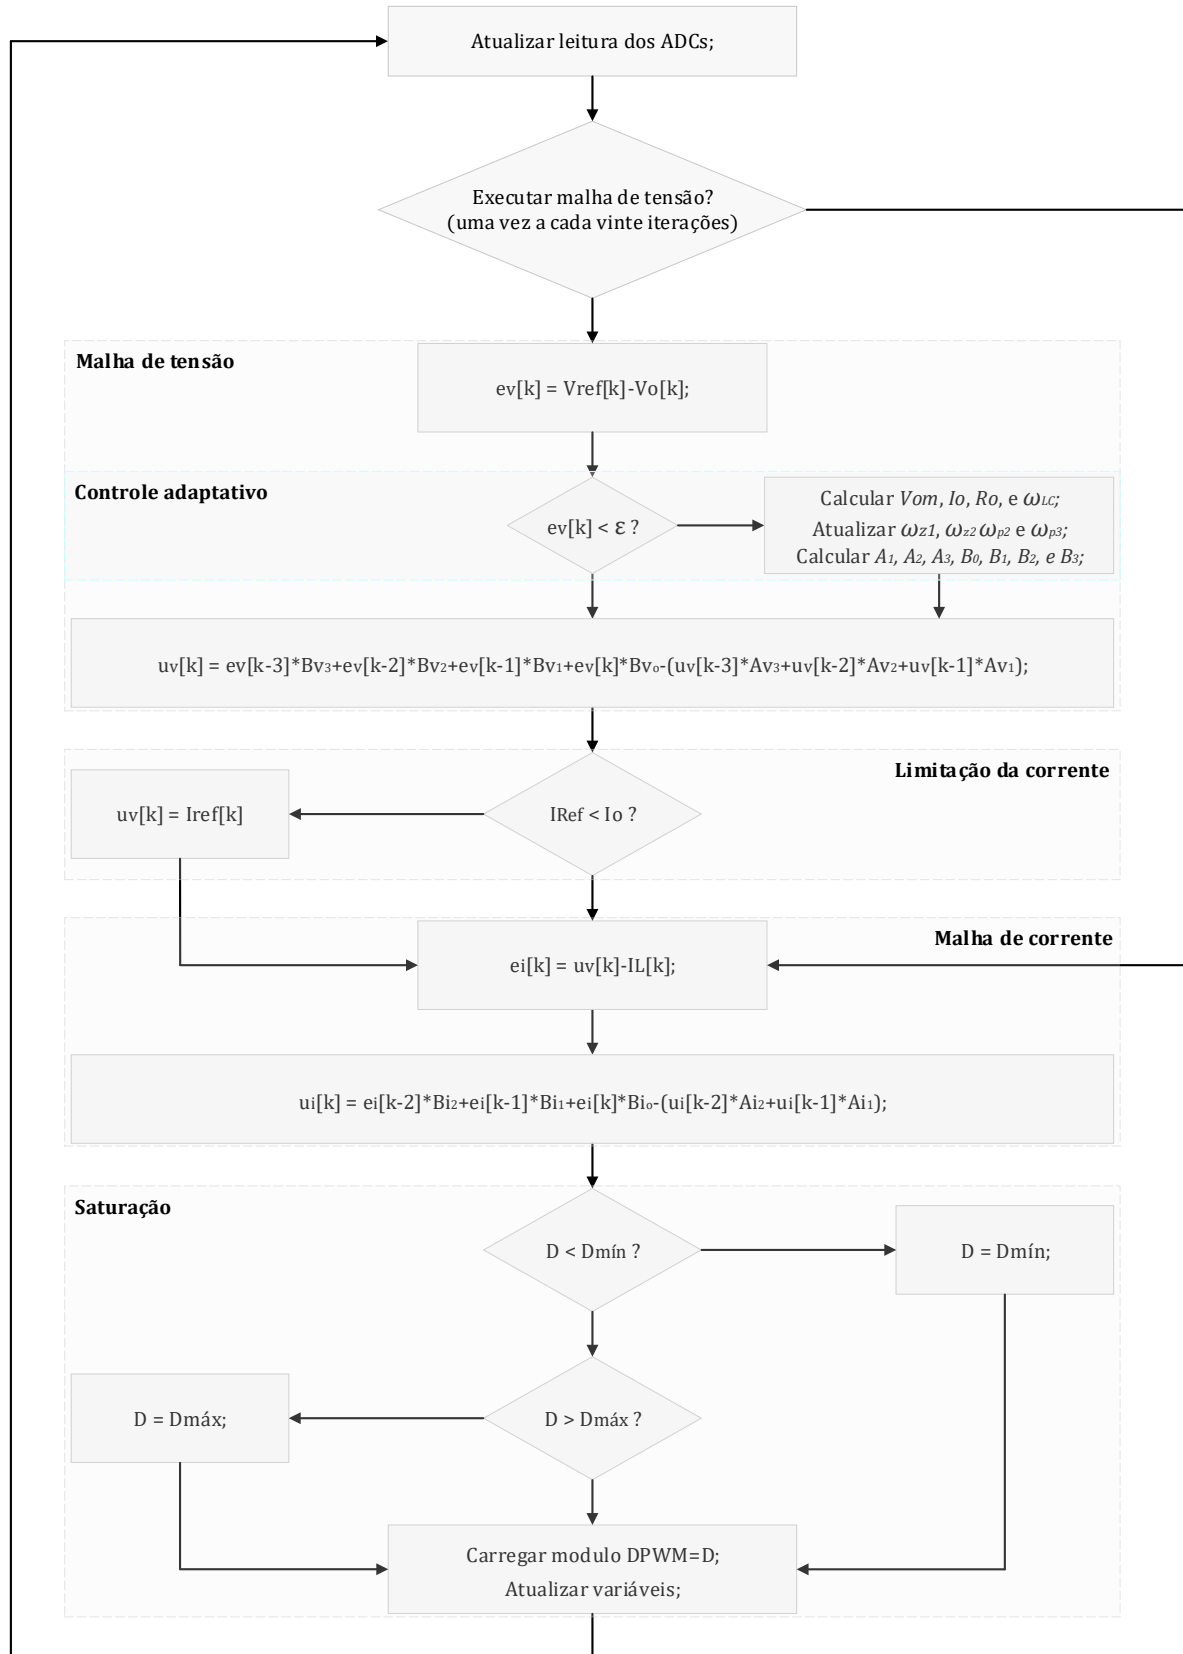 Atualizar leitura dos ADCs;
Executar malha de tensão?
(uma vez a cada vinte iterações)
Malha de tensão
ev[k] = Vref[k]-Vo[k];
Controle adaptativo
ev[k] < ε ?
Calcular Vom, Io, Ro, e ωLC;
Atualizar ωz1, ωz2 ωp2 e ωp3;
Calcular A1, A2, A3, B0, B1, B2, e B3;
uv[k] = ev[k-3]*Bv3+ev[k-2]*Bv2+ev[k-1]*Bv1+ev[k]*Bvo-(uv[k-3]*Av3+uv[k-2]*Av2+uv[k-1]*Av1);
Limitação da corrente
uv[k] = Iref[k]
IRef < Io ?
Malha de corrente
ei[k] = uv[k]-IL[k];
ui[k] = ei[k-2]*Bi2+ei[k-1]*Bi1+ei[k]*Bio-(ui[k-2]*Ai2+ui[k-1]*Ai1);
Saturação
D < Dmín ?
D = Dmín;
D > Dmáx ?
D = Dmáx;
Carregar modulo DPWM=D;
Atualizar variáveis;